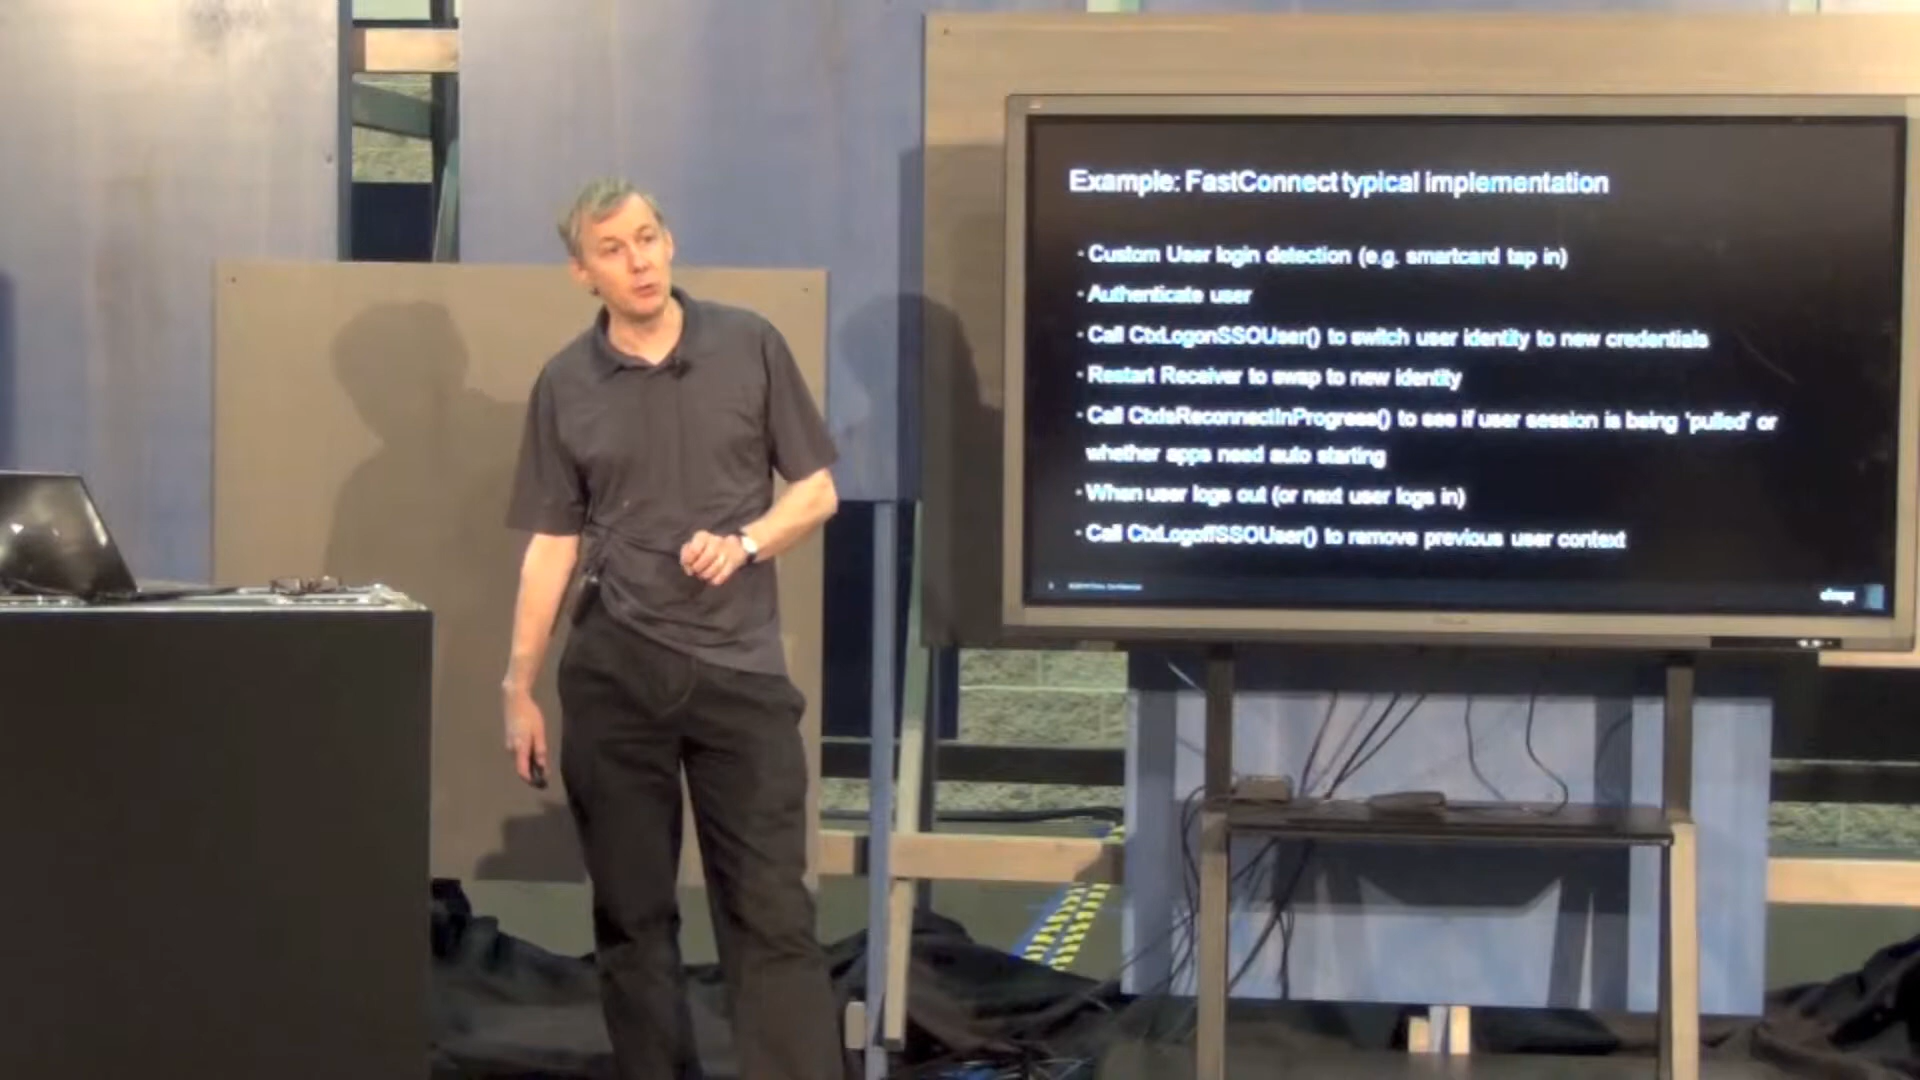 Example: FastConnect typical implementation
· Custom User login detection (e.g. smartcard tap in)
· Authenticate user
· Call CtxLogonSSOUser() to switch user identity to new credentials
· Restart Receiver to swap to new identity
· Call CtxIsReconnectInProgress() to see if user session is being ‘pulled’ or
whether apps need auto starting
· When user logs out (or next user logs in)
· Call CtxLogoffSSOUser() to remove previous user context
citrix